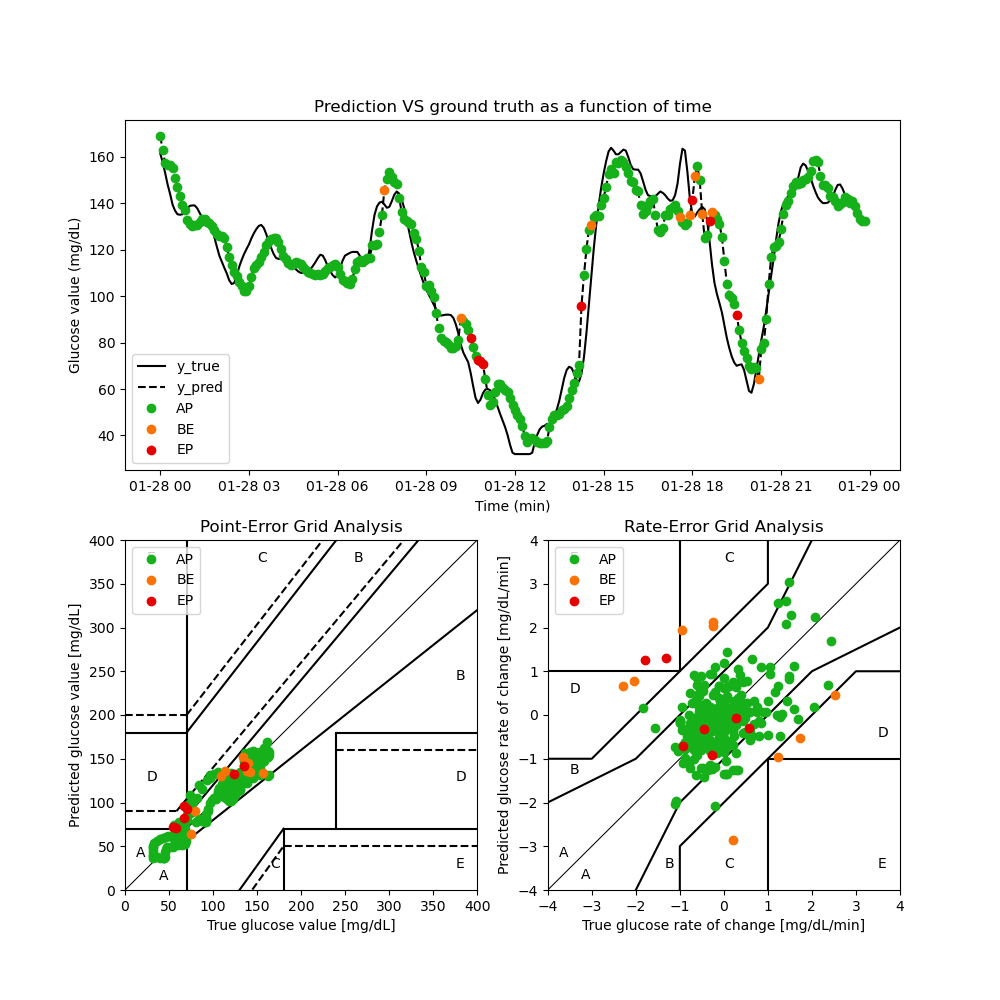 Prediction VS ground truth as a function of time
Glucose value (mg/dL)
160
140
120
100
80
60
40
y_true
y_pred
AP
BE
EP
01-28 00 01-28 03 01-28 06 01-28 09 01-28 12 01-28 15 01-28 18 01-28 21 01-29 00
Time (min)
Point-Error Grid Analysis
Predicted glucose value [mg/dL]
400
350
300
250
200
150
100
50
0
AP
BE
EP
C
B
B
D
D
A
A
C
E
0 50 100 150 200 250 300 350 400
True glucose value [mg/dL]
Rate-Error Grid Analysis
Predicted glucose rate of change [mg/dL/min]
4
3
2
1
0
−1
−2
−3
−4
AP
BE
EP
C
D
D
B
A
A
B
C
E
−4 −3 −2 −1 0 1 2 3 4
True glucose rate of change [mg/dL/min]